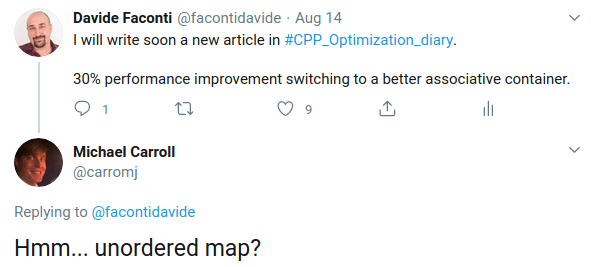 Davide Faconti @facontidavide · Aug 14
I will write soon a new article in #CPP_Optimization_diary.
30% performance improvement switching to a better associative container.
1 9
Michael Carroll
@carromj
Replying to @facontidavide
Hmm... unordered map?